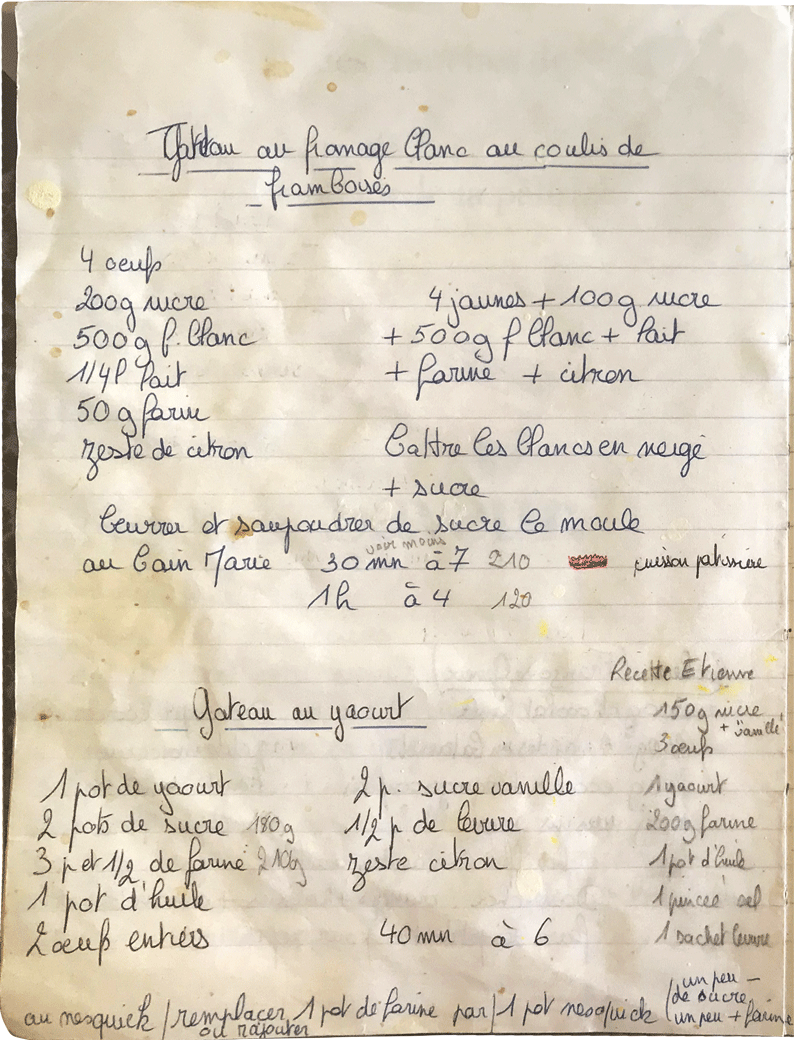 Gateau au fromage blanc au coulis de
framboises
4 oeufs
200g sucre
500g f. blanc
1/4 l lait
50 g farin
zeste de citron
4 jaunes + 100g sucre
+ 500g f blanc + lait
+ farine + citron
battre les blancs en neige
+ sucre
beurrer et saupoudrer de sucre le moule
voir moins
au bain Marie 30 mn à 7 210 cuisson patissière
1h à 4 120
Gateau au yaourt
1 pot de yaourt
2 pots de sucre 180g
3 p et 1/2 de farine 210g
1 pot d'huile
2 oeufs entiers
2 p. sucre vanille
1/2 p de levure
zeste citron
40 mn à 6
Recette Etienne
150g sucre
+ vanille
3 oeufs
1 yaourt
200g farine
1 pot d'huile
1 pincée sel
1 sachet levure
au nesquick / remplacer 1 pot de farine par / 1 pot nesquick
ou rajouter
/ un peu -
de sucre
un peu + farine